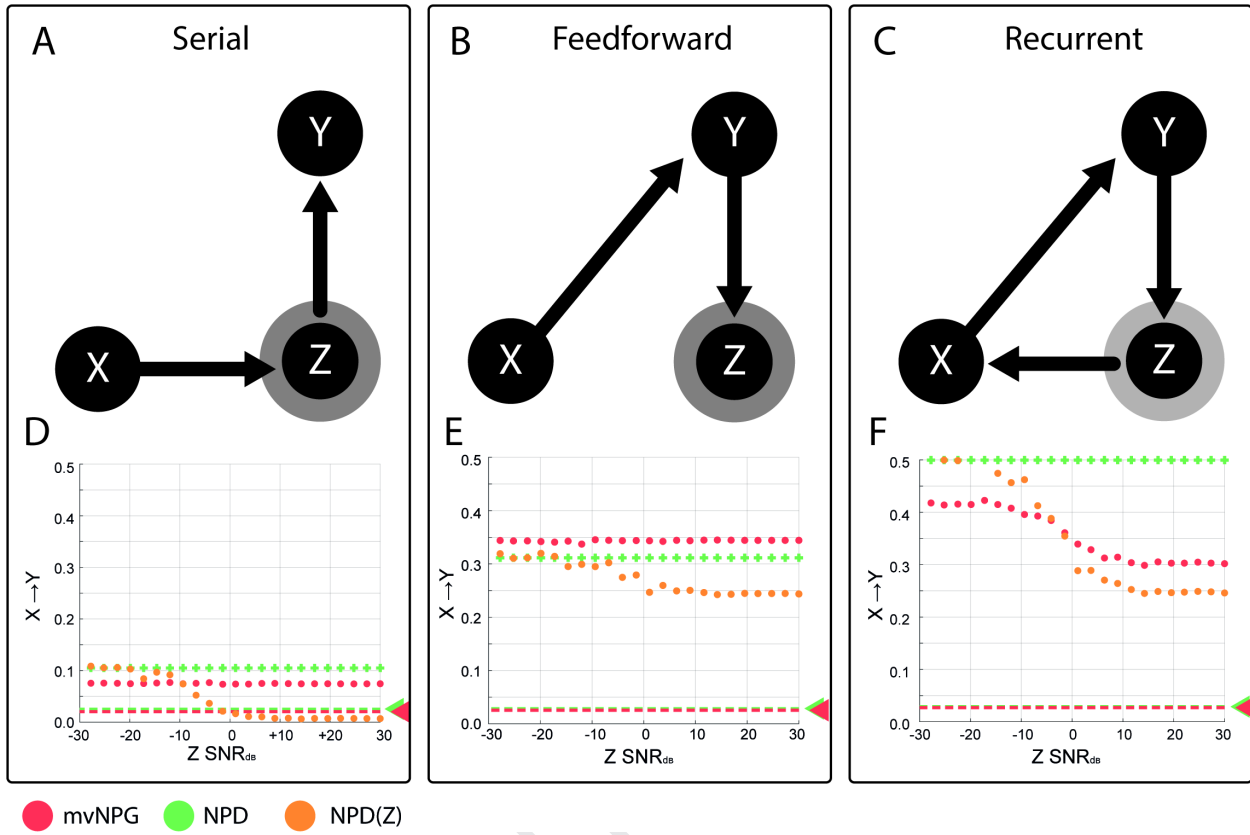 A Serial
Y
X
Z
B Feedforward
Y
X
Z
C Recurrent
Y
X
Z
D
X → Y
0.5
0.4
0.3
0.2
0.1
0.0
-30 -20 -10 0 +10 +20 30
Z SNRdB
E
X → Y
0.5
0.4
0.3
0.2
0.1
0.0
-30 -20 -10 0 10 20 30
Z SNRdB
F
X → Y
0.5
0.4
0.3
0.2
0.1
0.0
-30 -20 -10 0 10 20 30
Z SNRdB
mvNPG NPD NPD(Z)